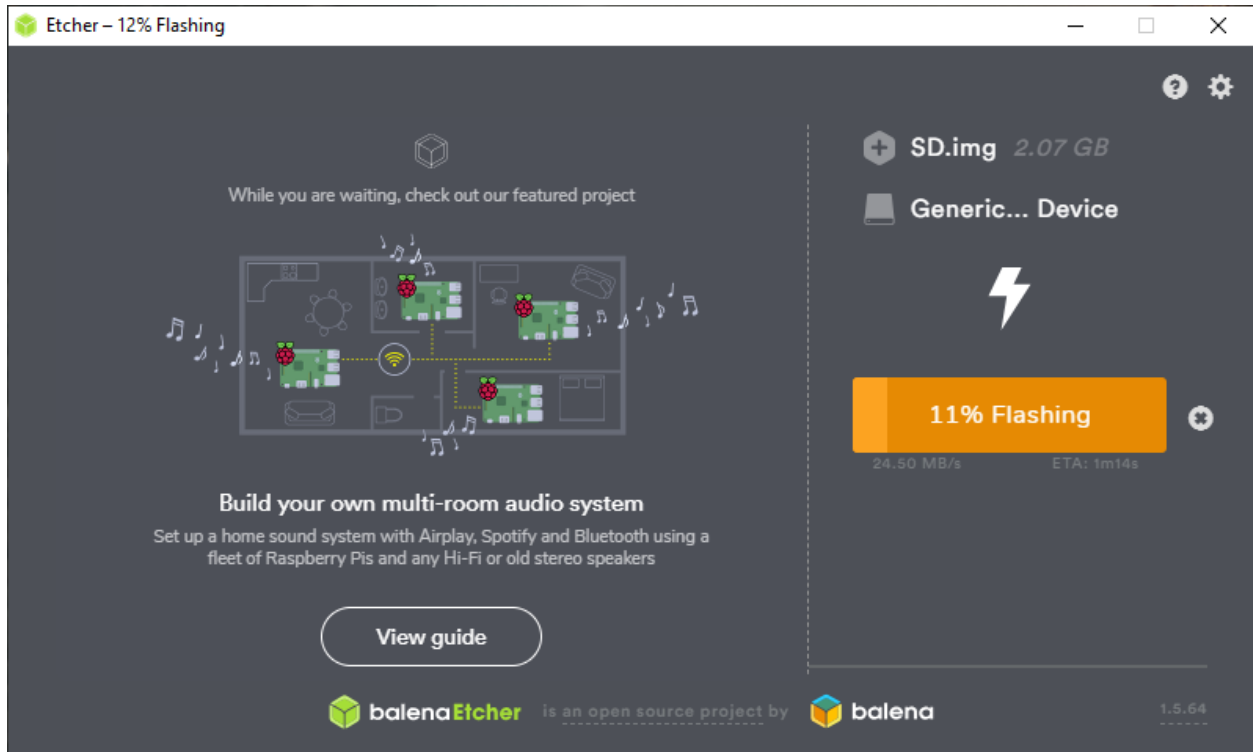 Etcher – 12% Flashing
While you are waiting, check out our featured project
Build your own multi-room audio system
Set up a home sound system with Airplay, Spotify and Bluetooth using a
fleet of Raspberry Pis and any Hi-Fi or old stereo speakers
View guide
SD.img 2.07 GB
Generic... Device
11% Flashing
24.50 MB/s ETA: 1m14s
balenaEtcher is an open source project by balena 1.5.64